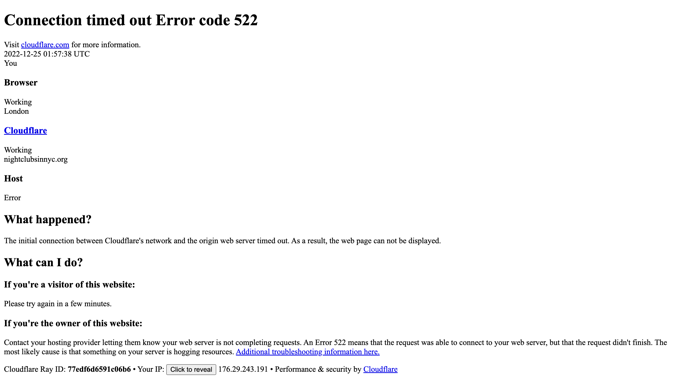 Connection timed out Error code 522
Visit cloudflare.com for more information.
2022-12-25 01:57:38 UTC
You
Browser
Working
London
Cloudflare
Working
nightclubsinnyc.org
Host
Error
What happened?
The initial connection between Cloudflare's network and the origin web server timed out. As a result, the web page can not be displayed.
What can I do?
If you're a visitor of this website:
Please try again in a few minutes.
If you're the owner of this website:
Contact your hosting provider letting them know your web server is not completing requests. An Error 522 means that the request was able to connect to your web server, but that the request didn't finish. The
most likely cause is that something on your server is hogging resources. Additional troubleshooting information here.
Cloudflare Ray ID: 77edf6d6591c06b6 • Your IP: Click to reveal 176.29.243.191 • Performance & security by Cloudflare